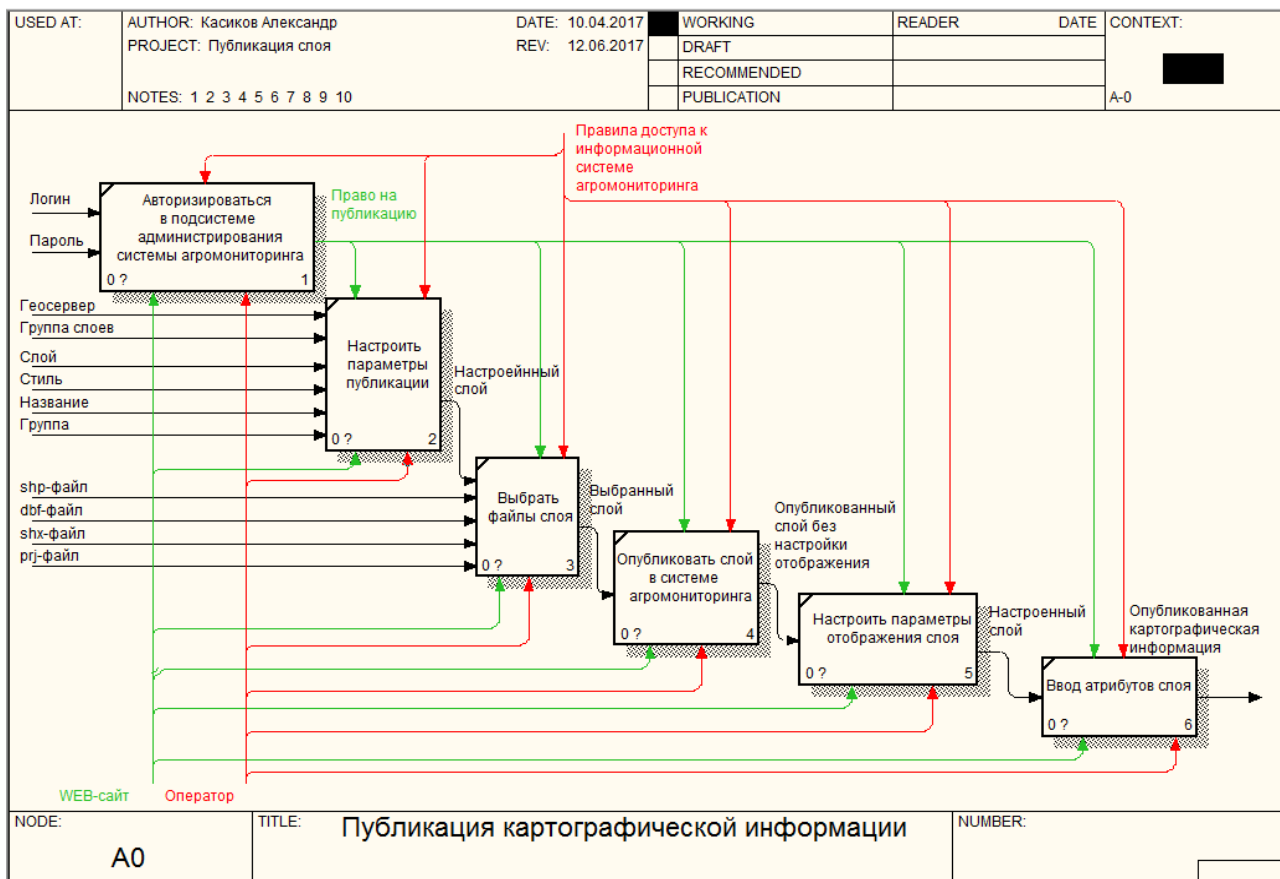 USED AT:
AUTHOR: Касиков Александр
DATE: 10.04.2017
WORKING
READER
DATE
CONTEXT:
PROJECT: Публикация слоя
REV: 12.06.2017
DRAFT
RECOMMENDED
NOTES: 1 2 3 4 5 6 7 8 9 10
PUBLICATION
A-0
Правила доступа к
информационной
системе
агромониторинга
Логин
Пароль
Авторизироваться
в подсистеме
администрирования
системы агромониторинга
0 ?
1
Право на
публикацию
Геосервер
Группа слоев
Слой
Стиль
Название
Группа
Настроить
параметры
публикации
0 ?
2
Настроейнный
слой
shp-файл
dbf-файл
shx-файл
prj-файл
Выбрать
файлы слоя
0 ?
3
Выбранный
слой
Опубликовать слой
в системе
агромониторинга
0 ?
4
Опубликованный
слой без
настройки
отображения
Настроить параметры
отображения слоя
0 ?
5
Настроенный
слой
Ввод атрибутов слоя
0 ?
6
Опубликованная
картографическая
информация
WEB-сайт
Оператор
NODE:
A0
TITLE:
Публикация картографической информации
NUMBER: